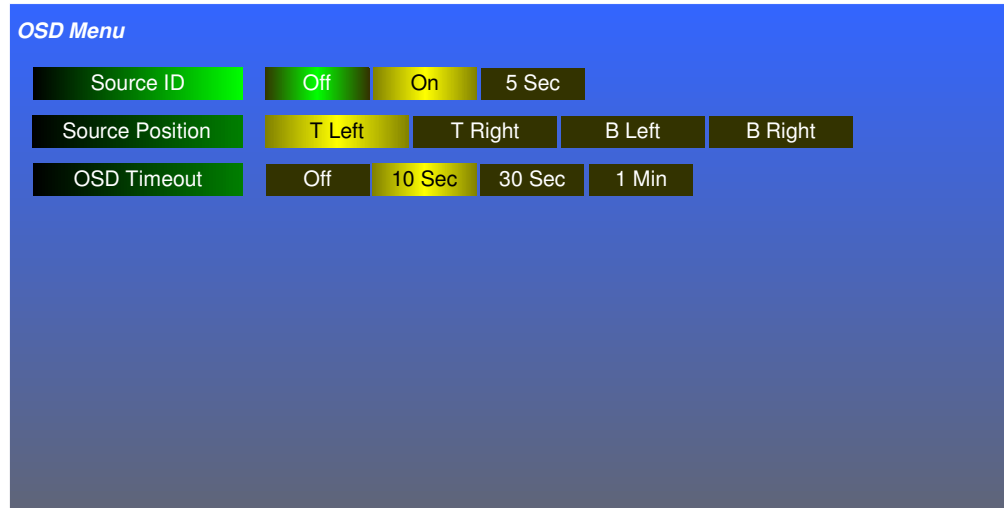 OSD Menu
Source ID Off On 5 Sec
Source Position T Left T Right B Left B Right
OSD Timeout Off 10 Sec 30 Sec 1 Min